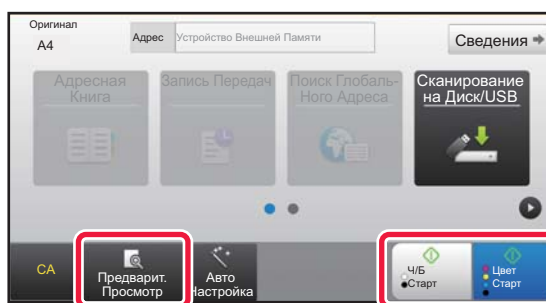 Оригинал
A4
Адрес
Устройство Внешней Памяти
Сведения
Адресная
Книга
Запись Передач
Поиск Глобаль-
Ного Адреса
Сканирование
на Диск/USB
CA
Предварит.
Просмотр
Авто
Настройка
Ч/Б
Старт
Цвет
Старт